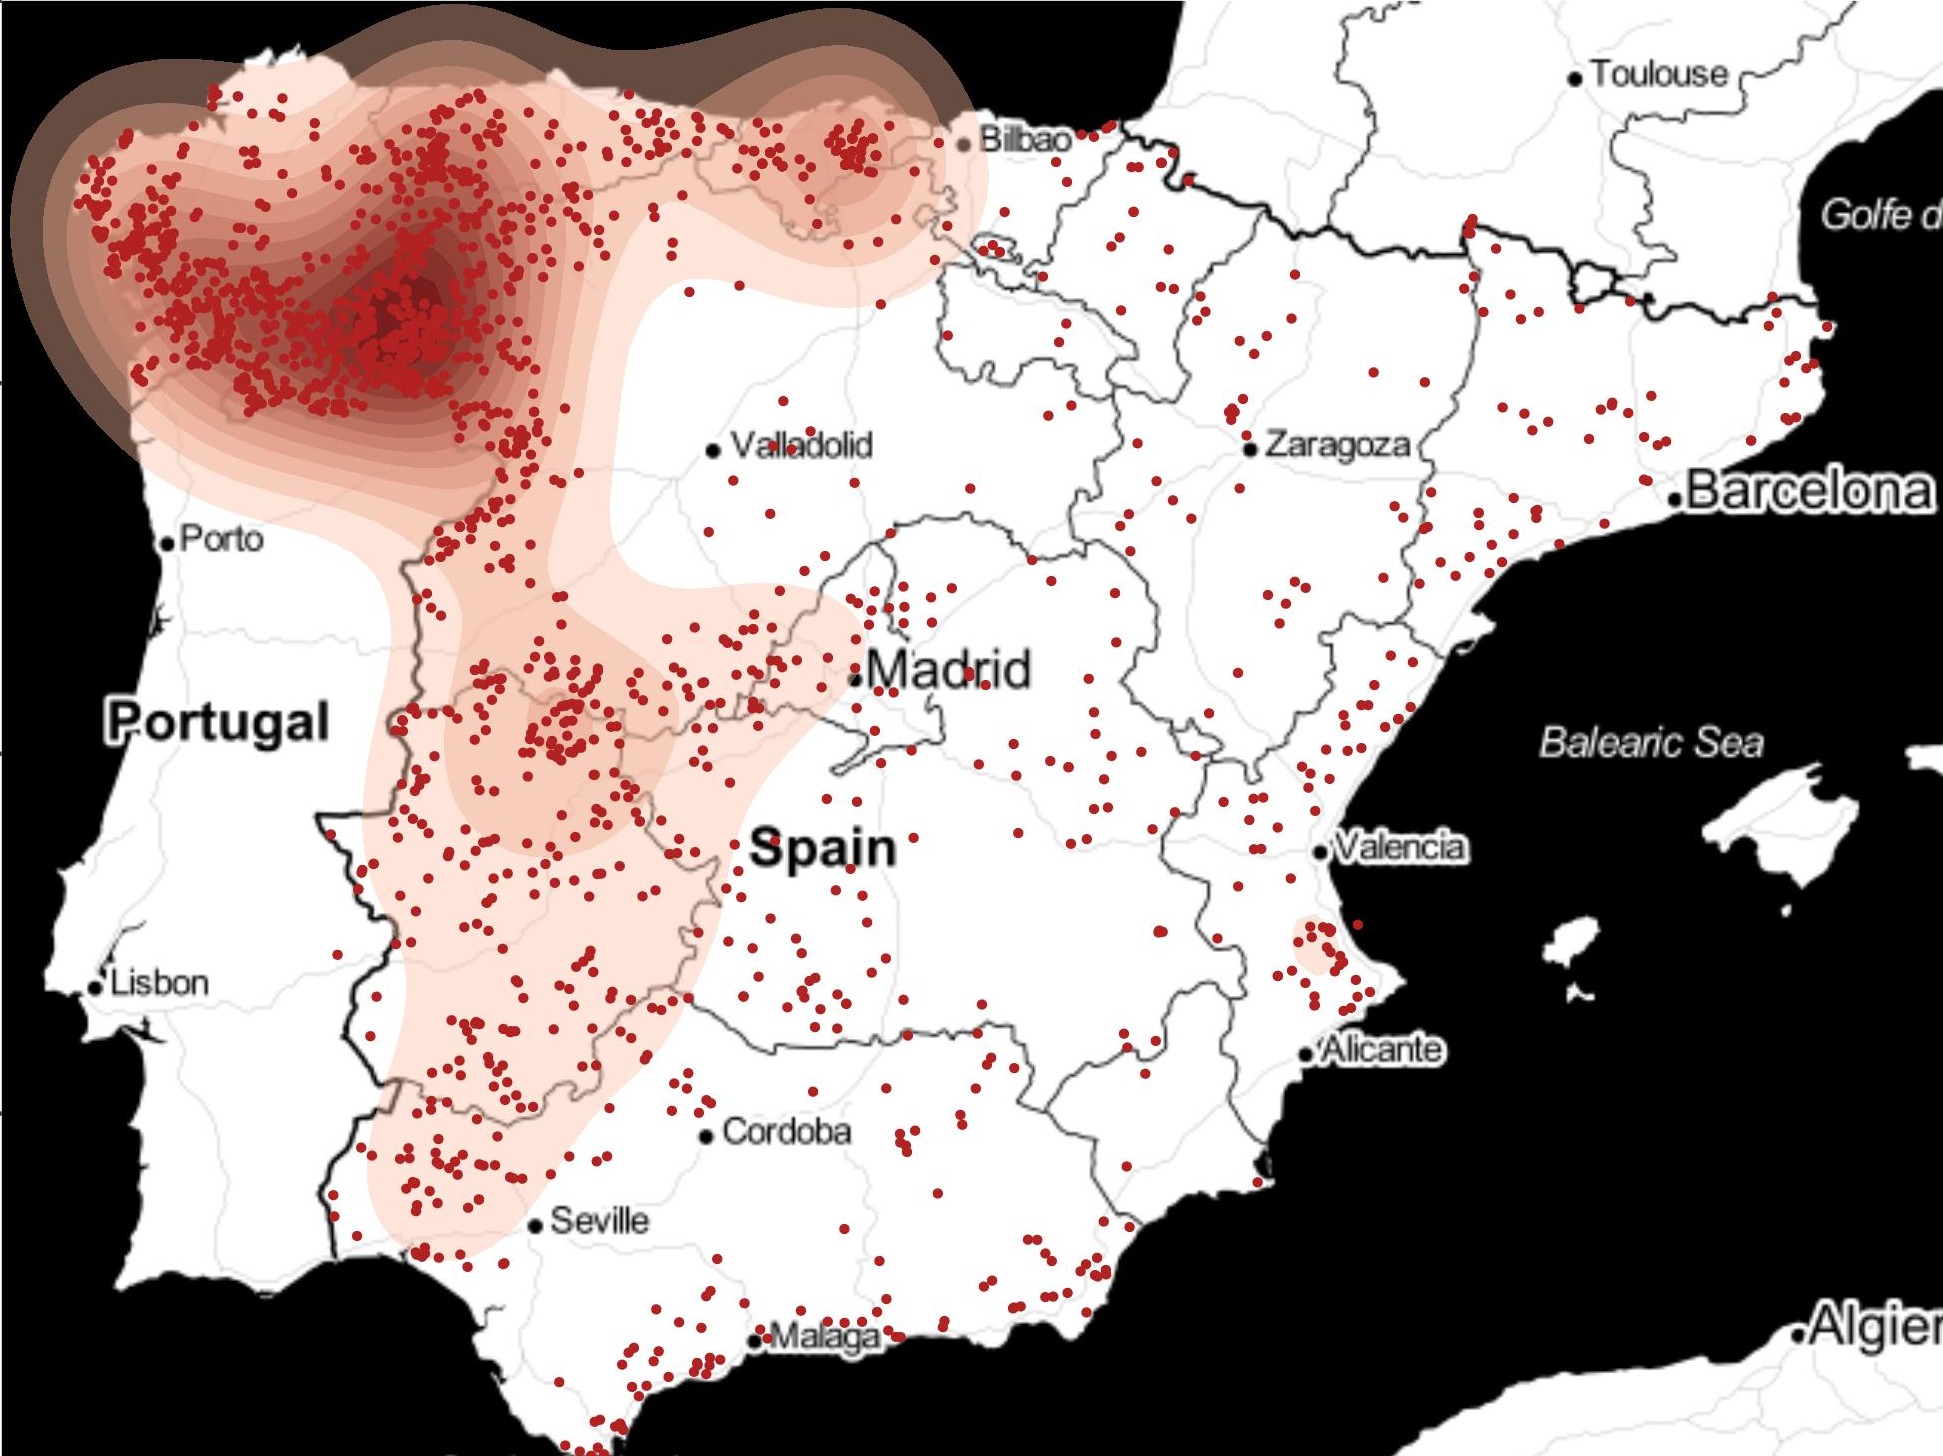 Toulouse
Bilbao
Golfe d
Valladolid
Zaragoza
Barcelona
Porto
Madrid
Portugal
Balearic Sea
Spain
Valencia
Lisbon
Alicante
Cordoba
Seville
Malaga
Algier